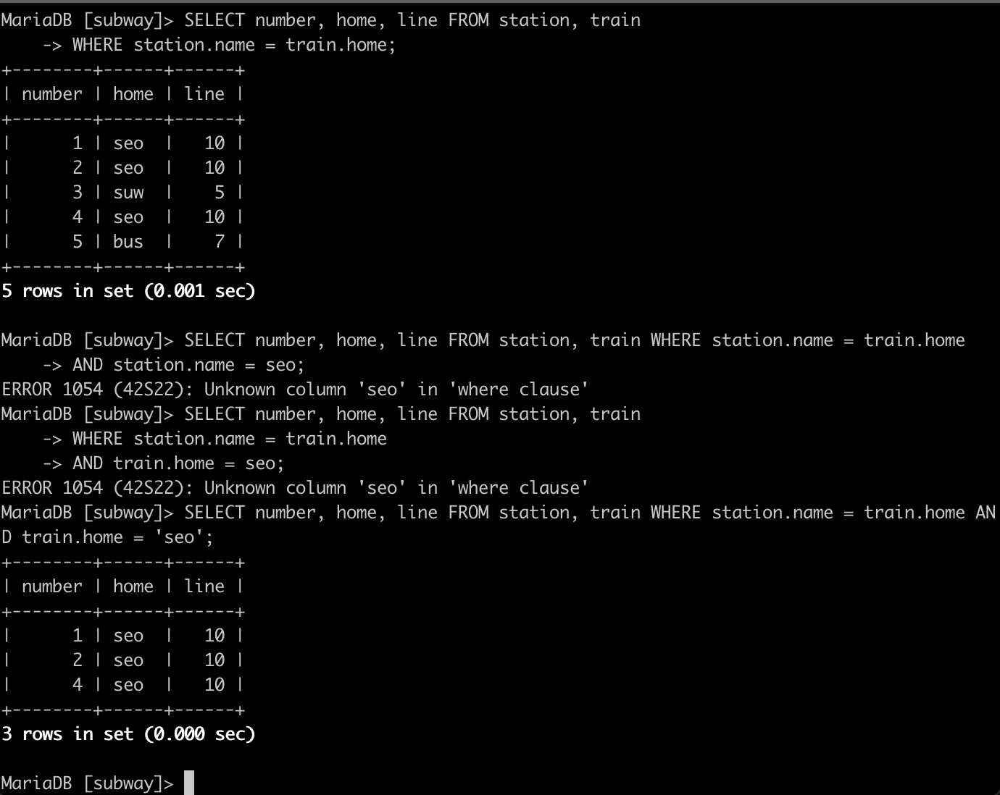 MariaDB [subway]> SELECT number, home, line FROM station, train
    -> WHERE station.name = train.home;
+--------+------+------+
| number | home | line |
+--------+------+------+
|      1 | seo  |   10 |
|      2 | seo  |   10 |
|      3 | suw  |    5 |
|      4 | seo  |   10 |
|      5 | bus  |    7 |
+--------+------+------+
5 rows in set (0.001 sec)

MariaDB [subway]> SELECT number, home, line FROM station, train WHERE station.name = train.home
    -> AND station.name = seo;
ERROR 1054 (42S22): Unknown column 'seo' in 'where clause'
MariaDB [subway]> SELECT number, home, line FROM station, train
    -> WHERE station.name = train.home
    -> AND train.home = seo;
ERROR 1054 (42S22): Unknown column 'seo' in 'where clause'
MariaDB [subway]> SELECT number, home, line FROM station, train WHERE station.name = train.home AN
D train.home = 'seo';
+--------+------+------+
| number | home | line |
+--------+------+------+
|      1 | seo  |   10 |
|      2 | seo  |   10 |
|      4 | seo  |   10 |
+--------+------+------+
3 rows in set (0.000 sec)

MariaDB [subway]>